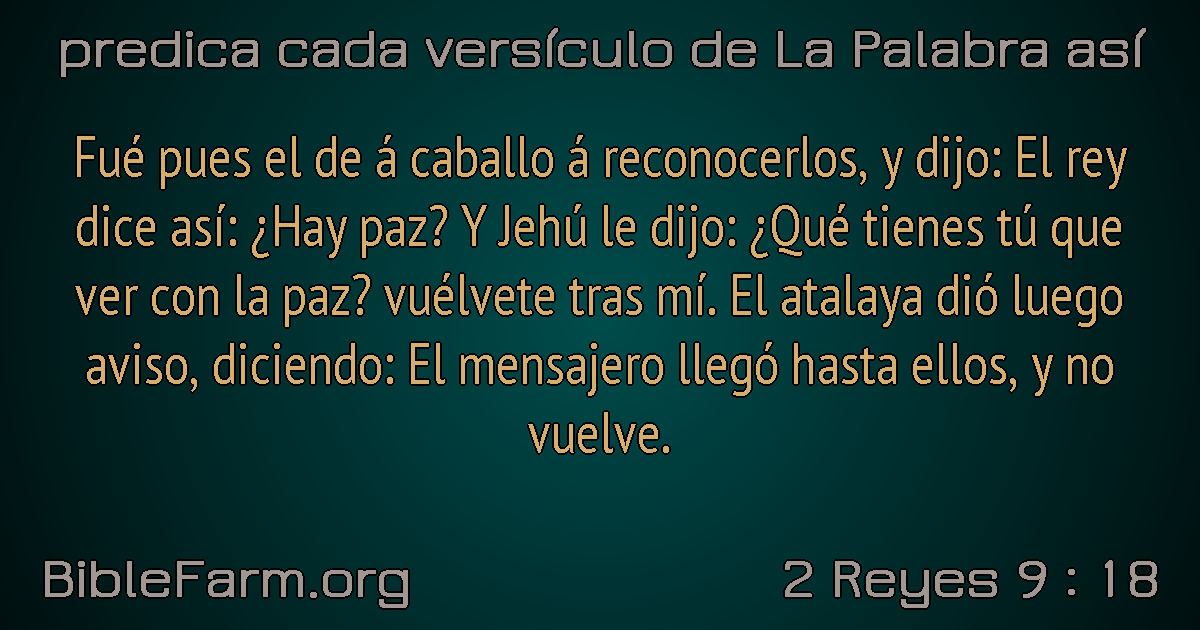 predica cada versículo de La Palabra así
Fué pues el de á caballo á reconocerlos, y dijo: El rey
dice así: ¿Hay paz? Y Jehú le dijo: ¿Qué tienes tú que
ver con la paz? vuélvete tras mí. El atalaya dió luego
aviso, diciendo: El mensajero llegó hasta ellos, y no
vuelve.
BibleFarm.org
2 Reyes 9 : 18